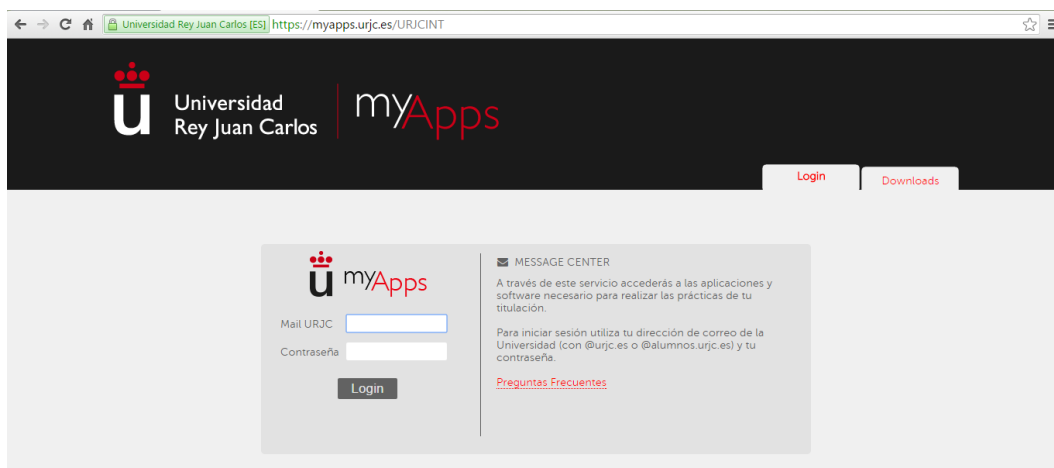 Universidad Rey Juan Carlos [ES] https://myapps.urjc.es/URJCINT
Universidad
Rey Juan Carlos
myApps
Login
Downloads
myApps
Mail URJC
Contraseña
Login
MESSAGE CENTER
A través de este servicio accederás a las aplicaciones y
software necesario para realizar las prácticas de tu
titulación.
Para iniciar sesión utiliza tu dirección de correo de la
Universidad (con @urjc.es o @alumnos.urjc.es) y tu
contraseña.
Preguntas Frecuentes